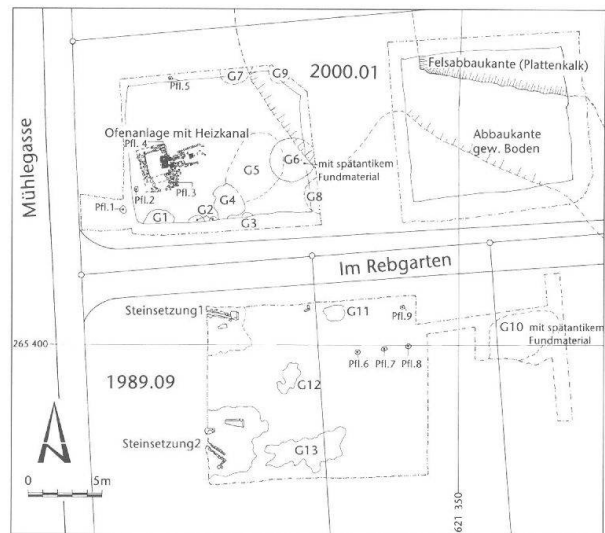 2000.01
Felsabbaukante (Plattenkalk)
G7
G9
Pfl.5
Ofenanlage mit Heizkanal
Pfl. 4
Abbaukante
gew. Boden
G5
G6
mit spätantikem
Fundmaterial
Mühlegasse
Pfl.2
Pfl.3
G4
G8
Pfl.1
G1
G2
G3
Im Rebgarten
Steinsetzung1
G11
Pfl.9
G10 mit spätantikem
Fundmaterial
265 400
Pfl.6
Pfl.7
Pfl.8
1989.09
G12
Steinsetzung2
G13
N
0 5m
621 350